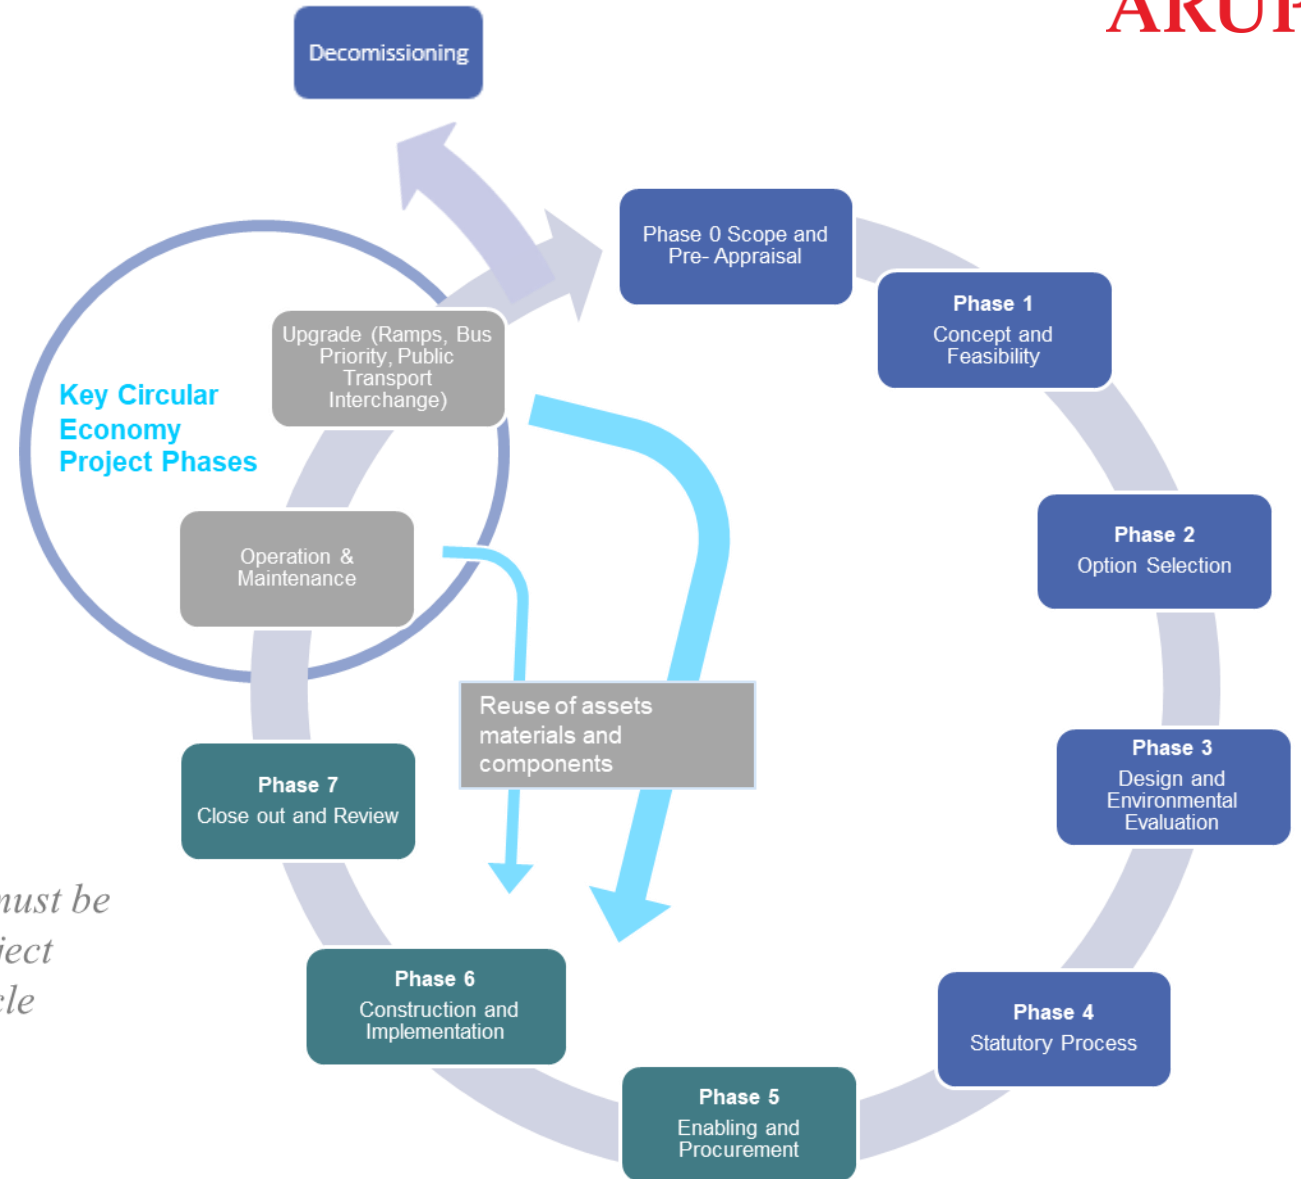 ARUP
Decomissioning
Phase 0 Scope and
Pre- Appraisal
Phase 1
Concept and
Feasibility
Upgrade (Ramps, Bus
Priority, Public
Transport
Interchange)
Key Circular
Economy
Project Phases
Phase 2
Option Selection
Operation &
Maintenance
Reuse of assets
materials and
components
Phase 3
Design and
Environmental
Evaluation
Phase 7
Close out and Review
must be
Phase 6
Construction and
Implementation
Phase 4
Statutory Process
Phase 5
Enabling and
Procurement